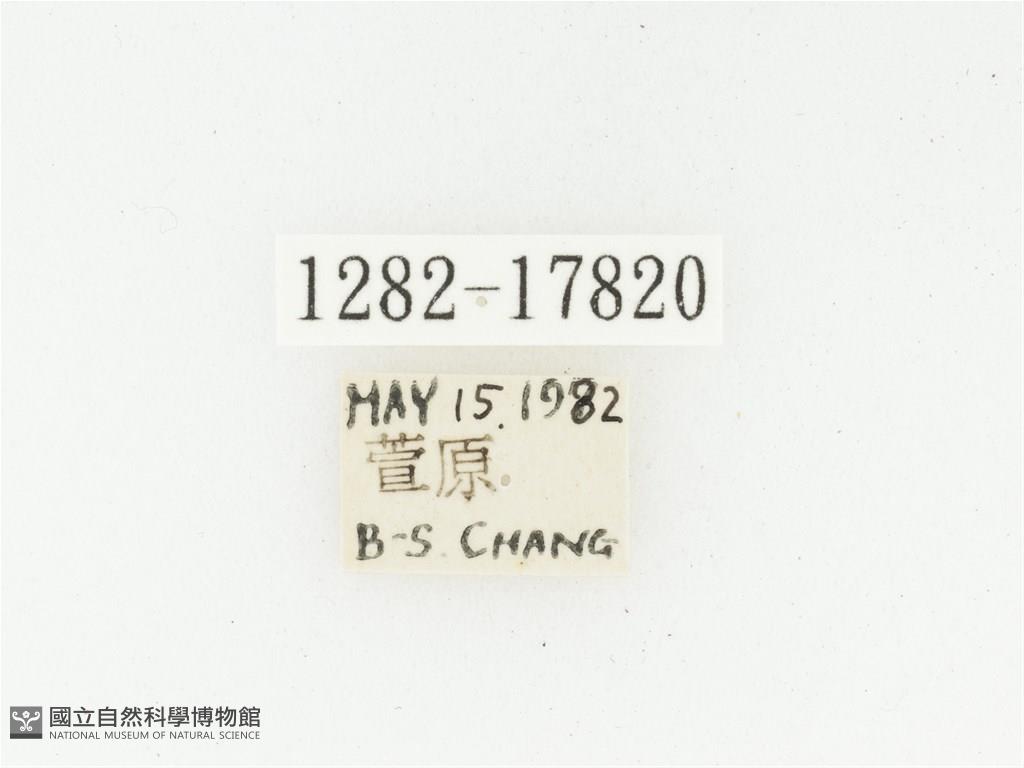 1282-17820
MAY 15. 1982
萱原
B-S. CHANG
國立自然科學博物館
NATIONAL MUSEUM OF NATURAL SCIENCE